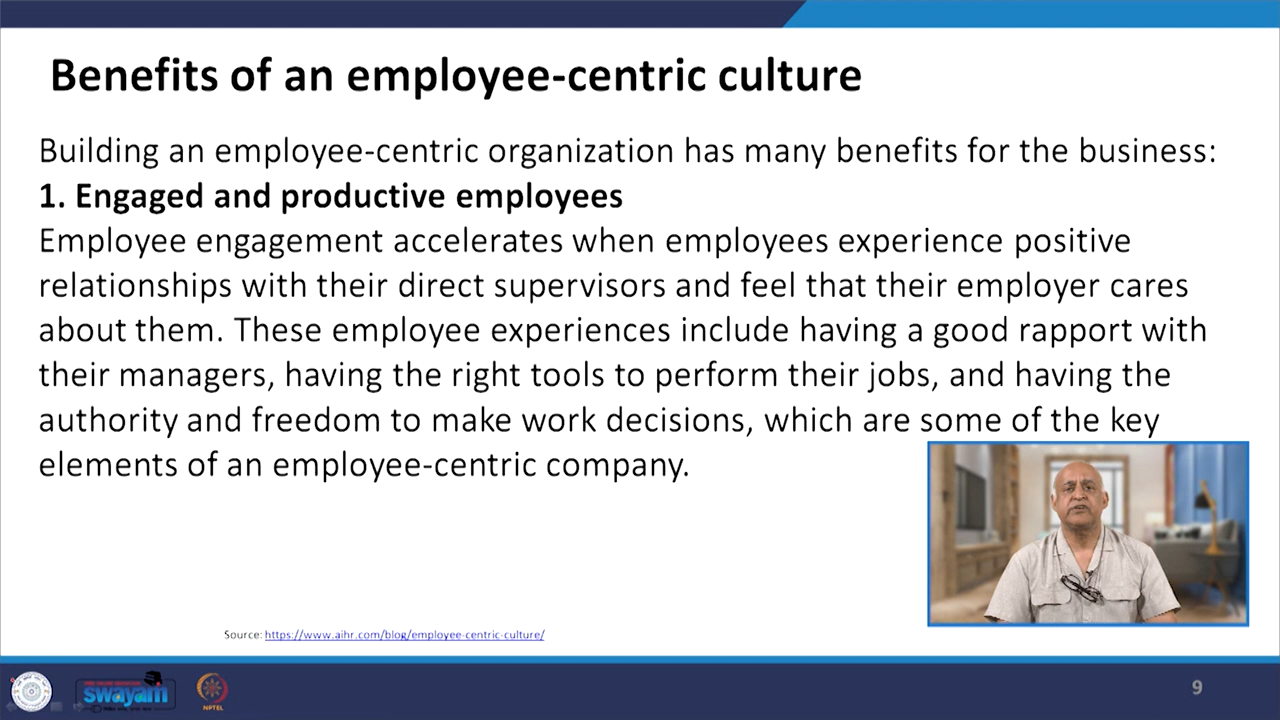 Benefits of an employee-centric culture
Building an employee-centric organization has many benefits for the business:
1. Engaged and productive employees
Employee engagement accelerates when employees experience positive
relationships with their direct supervisors and feel that their employer cares
about them. These employee experiences include having a good rapport with
their managers, having the right tools to perform their jobs, and having the
authority and freedom to make work decisions, which are some of the key
elements of an employee-centric company.
Source: https://www.aihr.com/blog/employee-centric-culture/
swayam
NPTEL
9